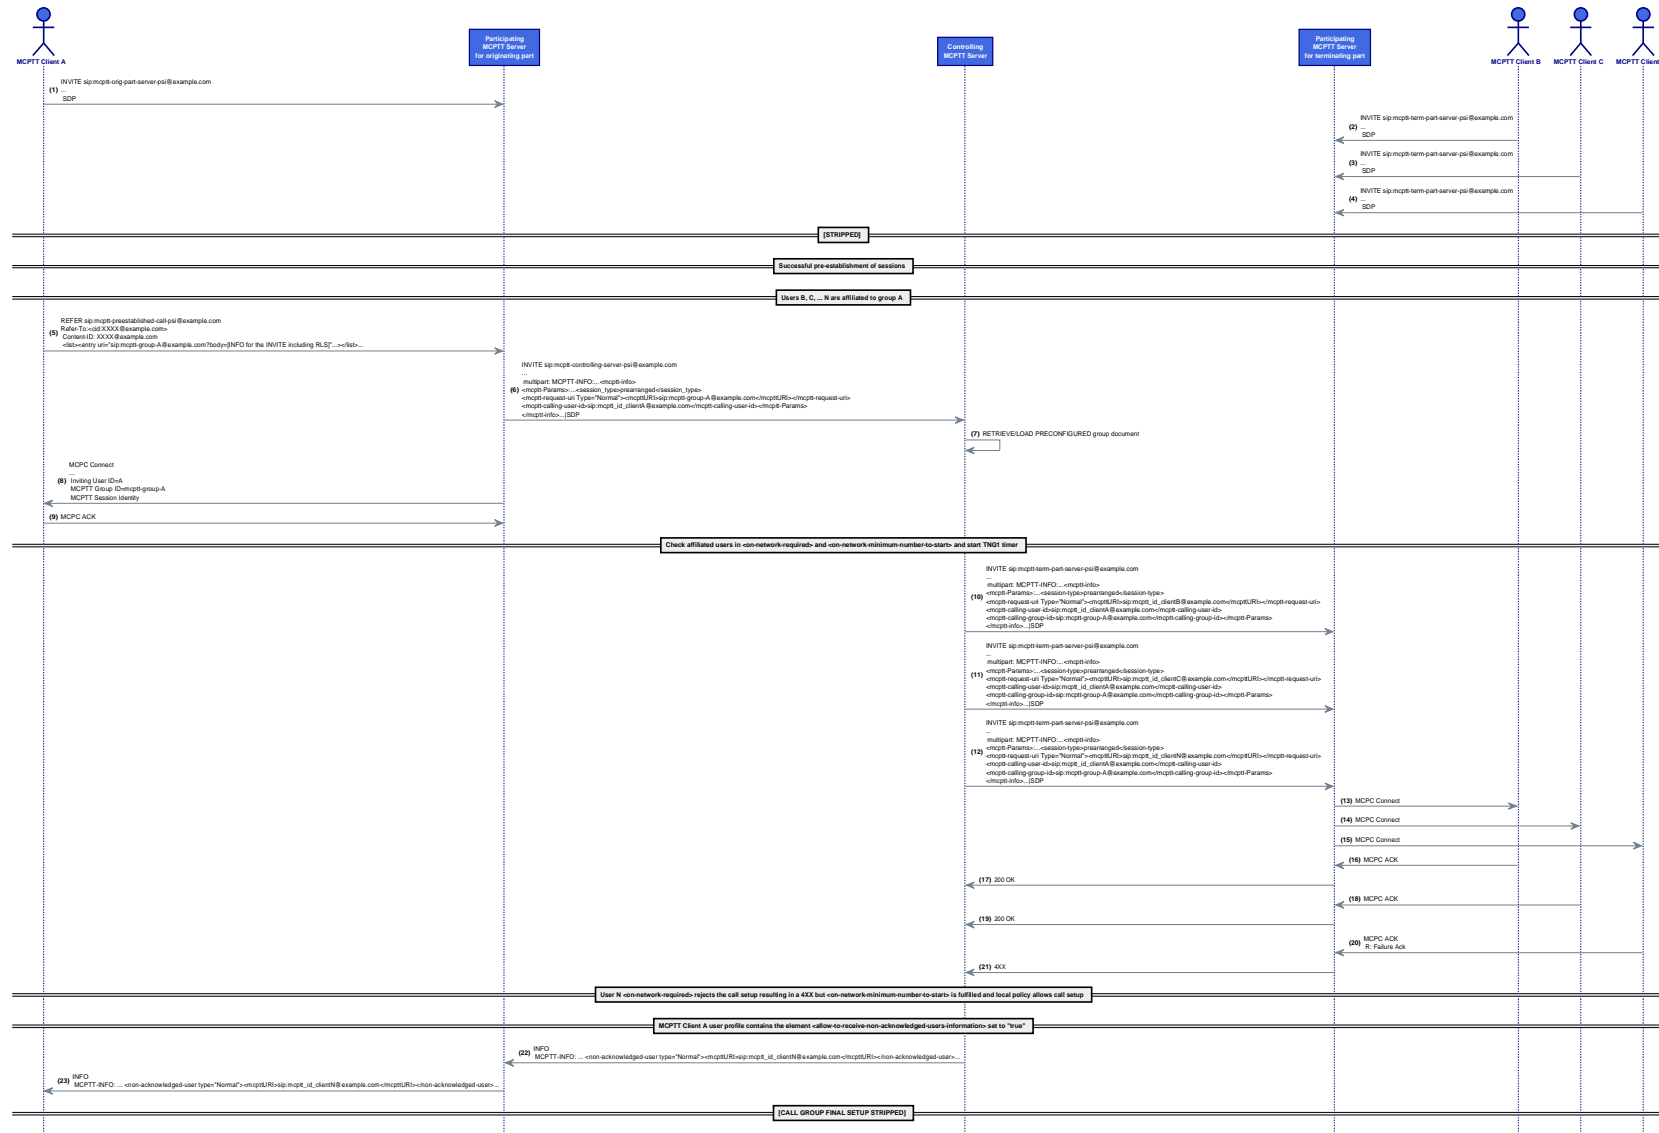 MCPTT Client A
Participating
MCPTT Server
for originating part
Controlling
MCPTT Server
Participating
MCPTT Server
for terminating part
MCPTT Client B
MCPTT Client C
MCPTT Client
INVITE sip:mcptt-orig-part-server-psi@example.com
(1) ...
SDP
INVITE sip:mcptt-term-part-server-psi@example.com
(2) ...
SDP
INVITE sip:mcptt-term-part-server-psi@example.com
(3) ...
SDP
INVITE sip:mcptt-term-part-server-psi@example.com
(4) ...
SDP
[STRIPPED]
Successful pre-establishment of sessions
Users B, C, ... N are affiliated to group A
REFER sip:mcptt-preestablished-call-psi@example.com
(5) Refer-To:<cid:XXXX@example.com>
Content-ID: XXXX@example.com
<list><entry uri="sip:mcptt-group-A@example.com?body=[INFO for the INVITE including RLS]"...></list>...
INVITE sip:mcptt-controlling-server-psi@example.com
...
multipart: MCPTT-INFO:...<mcptt-info>
(6) <mcptt-Params>:...<session_type>prearranged</session_type>
<mcptt-request-uri Type="Normal"><mcpttURI>sip:mcptt-group-A@example.com</mcpttURI></mcptt-request-uri>
<mcptt-calling-user-id>sip:mcptt_id_clientA@example.com</mcptt-calling-user-id></mcptt-Params>
</mcptt-info>...|SDP
(7) RETRIEVE/LOAD PRECONFIGURED group document
MCPC Connect
...
(8) Inviting User ID=A
MCPTT Group ID=mcptt-group-A
MCPTT Session Identity
(9) MCPC ACK
Check affiliated users in <on-network-required> and <on-network-minimum-number-to-start> and start TNG1 timer
INVITE sip:mcptt-term-part-server-psi@example.com
...
multipart: MCPTT-INFO:...<mcptt-info>
<mcptt-Params>:...<session-type>prearranged</session-type>
(10) <mcptt-request-uri Type="Normal"><mcpttURI>sip:mcptt_id_clientB@example.com</mcpttURI></mcptt-request-uri>
<mcptt-calling-user-id>sip:mcptt_id_clientA@example.com</mcptt-calling-user-id>
<mcptt-calling-group-id>sip:mcptt-group-A@example.com</mcptt-calling-group-id></mcptt-Params>
</mcptt-info>...|SDP
INVITE sip:mcptt-term-part-server-psi@example.com
...
multipart: MCPTT-INFO:...<mcptt-info>
<mcptt-Params>:...<session-type>prearranged</session-type>
(11) <mcptt-request-uri Type="Normal"><mcpttURI>sip:mcptt_id_clientC@example.com</mcpttURI></mcptt-request-uri>
<mcptt-calling-user-id>sip:mcptt_id_clientA@example.com</mcptt-calling-user-id>
<mcptt-calling-group-id>sip:mcptt-group-A@example.com</mcptt-calling-group-id></mcptt-Params>
</mcptt-info>...|SDP
INVITE sip:mcptt-term-part-server-psi@example.com
...
multipart: MCPTT-INFO:...<mcptt-info>
<mcptt-Params>:...<session-type>prearranged</session-type>
(12) <mcptt-request-uri Type="Normal"><mcpttURI>sip:mcptt_id_clientN@example.com</mcpttURI></mcptt-request-uri>
<mcptt-calling-user-id>sip:mcptt_id_clientA@example.com</mcptt-calling-user-id>
<mcptt-calling-group-id>sip:mcptt-group-A@example.com</mcptt-calling-group-id></mcptt-Params>
</mcptt-info>...|SDP
(13) MCPC Connect
(14) MCPC Connect
(15) MCPC Connect
(16) MCPC ACK
(17) 200 OK
(18) MCPC ACK
(19) 200 OK
(20) MCPC ACK
R: Failure Ack
(21) 4XX
User N <on-network-required> rejects the call setup resulting in a 4XX but <on-network-minimum-number-to-start> is fulfilled and local policy allows call setup
MCPTT Client A user profile contains the element <allow-to-receive-non-acknowledged-users-information> set to "true"
(22) INFO
MCPTT-INFO: ... <non-acknowledged-user type="Normal"><mcpttURI>sip:mcptt_id_clientN@example.com</mcpttURI></non-acknowledged-user>...
(23) INFO
MCPTT-INFO: ... <non-acknowledged-user type="Normal"><mcpttURI>sip:mcptt_id_clientN@example.com</mcpttURI></non-acknowledged-user>...
[CALL GROUP FINAL SETUP STRIPPED]